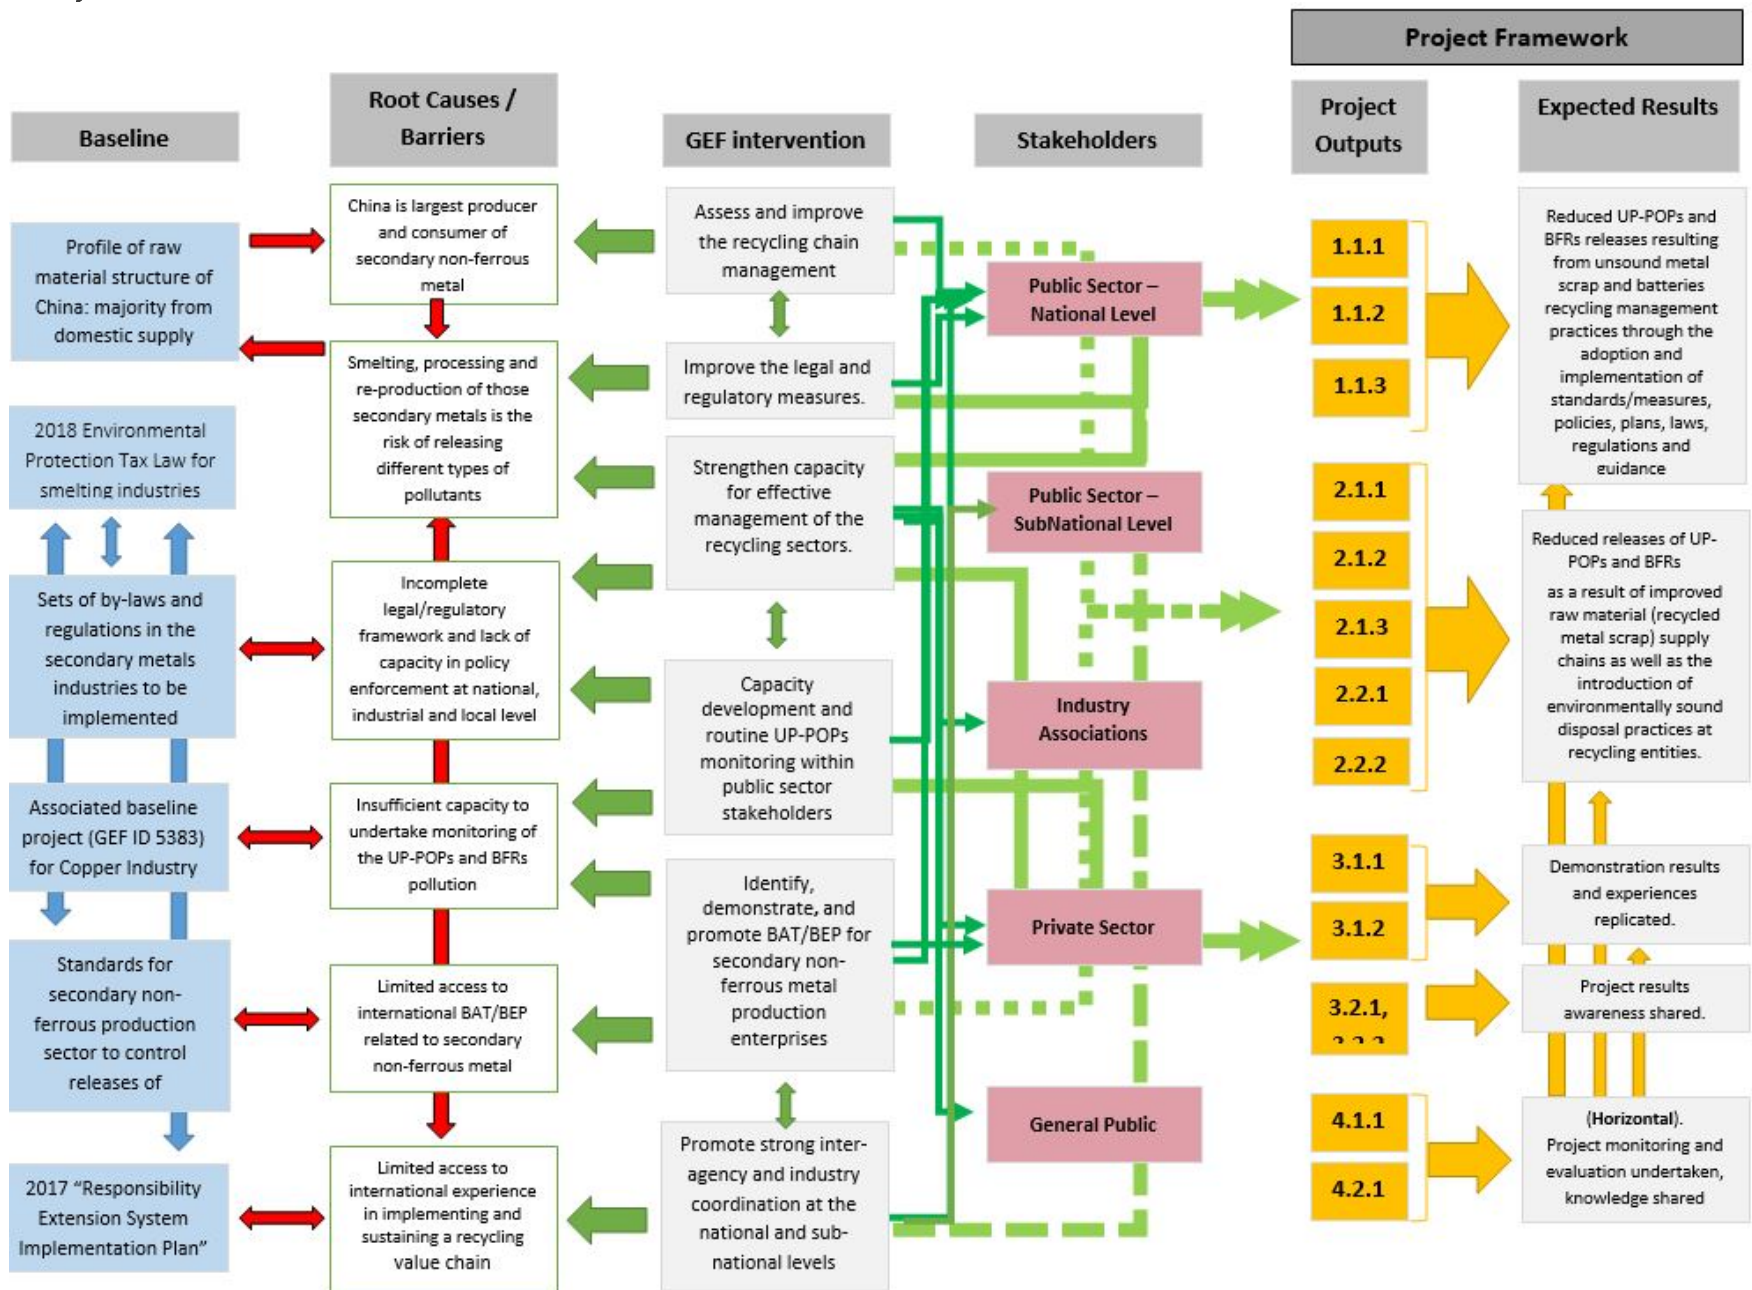 Project Framework
Baseline
Root Causes /
Barriers
GEF intervention
Stakeholders
Project
Outputs
Expected Results
Profile of raw
material structure of
China: majority from
domestic supply
2018 Environmental
Protection Tax Law for
smelting industries
Sets of by-laws and
regulations in the
secondary metals
industries to be
implemented
Associated baseline
project (GEF ID 5383)
for Copper Industry
Standards for
secondary non-
ferrous production
sector to control
releases of
2017 “Responsibility
Extension System
Implementation Plan”
China is largest producer
and consumer of
secondary non-ferrous
metal
Smelting, processing and
re-production of those
secondary metals is the
risk of releasing
different types of
pollutants
Incomplete
legal/regulatory
framework and lack of
capacity in policy
enforcement at national,
industrial and local level
Insufficient capacity to
undertake monitoring of
the UP-POPs and BFRs
pollution
Limited access to
international BAT/BEP
related to secondary
non-ferrous metal
Limited access to
international experience
in implementing and
sustaining a recycling
value chain
Assess and improve
the recycling chain
management
Improve the legal and
regulatory measures.
Strengthen capacity
for effective
management of the
recycling sectors.
Capacity
development and
routine UP-POPs
monitoring within
public sector
stakeholders
Identify,
demonstrate, and
promote BAT/BEP for
secondary non-
ferrous metal
production
enterprises
Promote strong inter-
agency and industry
coordination at the
national and sub-
national levels
Public Sector –
National Level
Public Sector –
SubNational Level
Industry
Associations
Private Sector
General Public
1.1.1
1.1.2
1.1.3
2.1.1
2.1.2
2.1.3
2.2.1
2.2.2
3.1.1
3.1.2
3.2.1,
4.1.1
4.2.1
Reduced UP-POPs and
BFRs releases resulting
from unsound metal
scrap and batteries
recycling management
practices through the
adoption and
implementation of
standards/measures,
policies, plans, laws,
regulations and
guidance
Reduced releases of UP-
POPs and BFRs
as a result of improved
raw material (recycled
metal scrap) supply
chains as well as the
introduction of
environmentally sound
disposal practices at
recycling entities.
Demonstration results
and experiences
replicated.
Project results
awareness shared.
(Horizontal).
Project monitoring and
evaluation undertaken,
knowledge shared